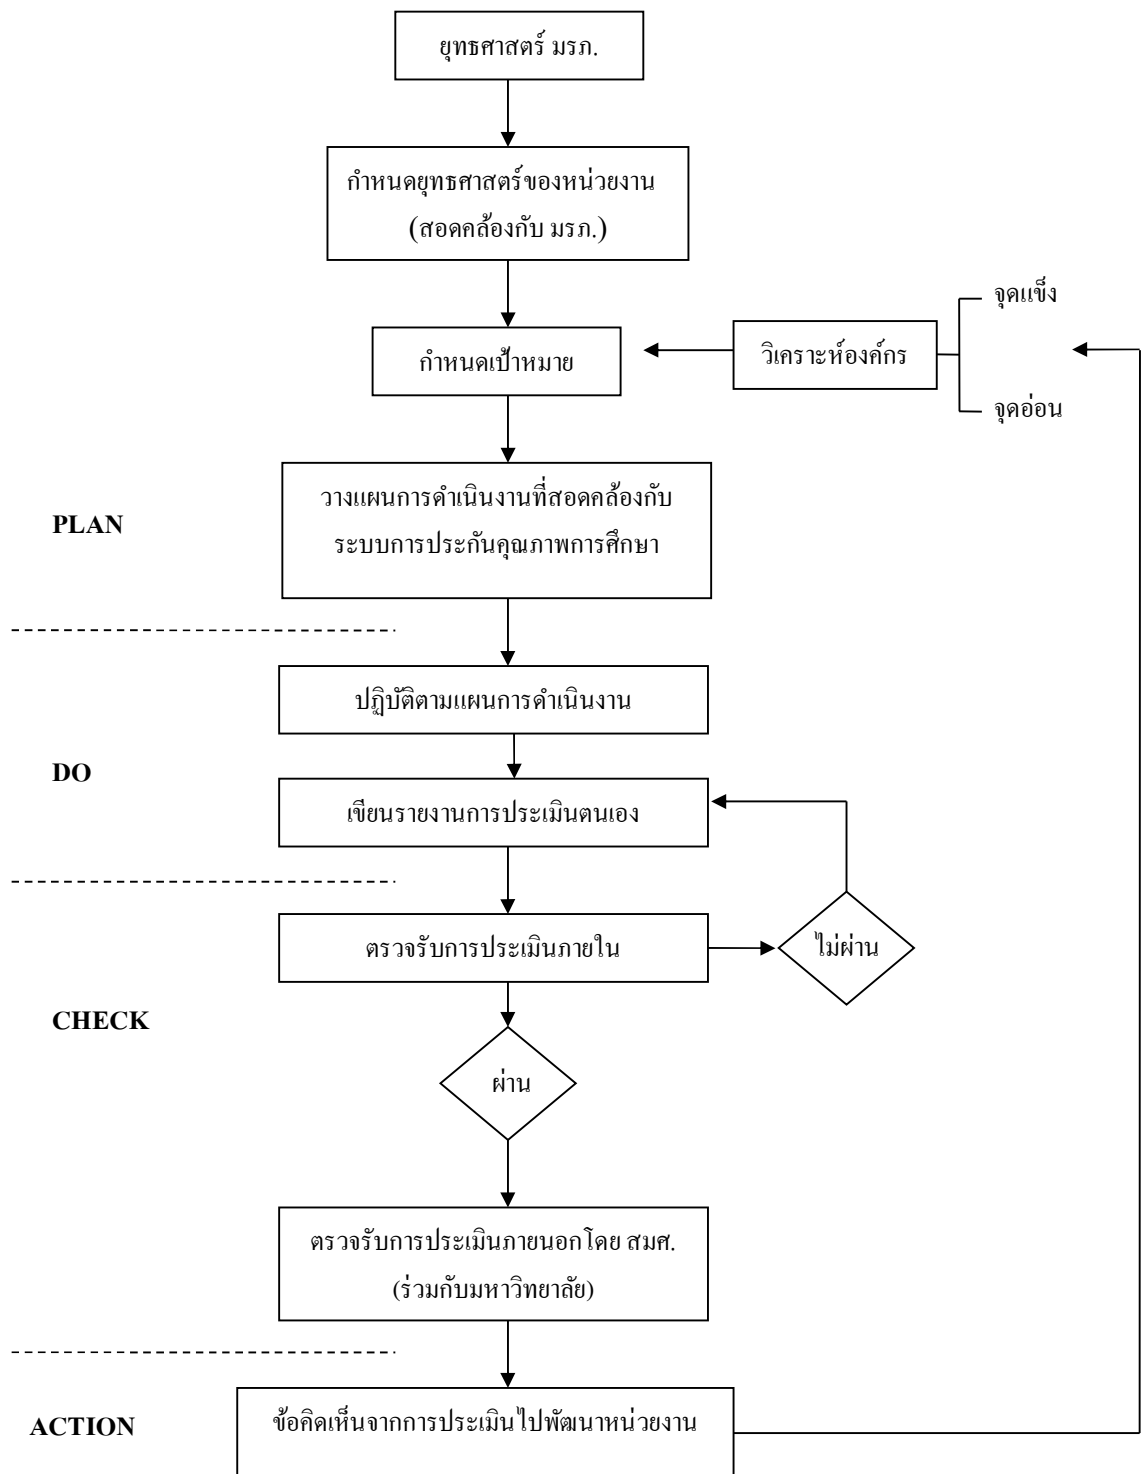 ยุทธศาสตร์ มรภ.
กำหนดยุทธศาสตร์ของหน่วยงาน
(สอดคล้องกับ มรภ.)
จุดแข็ง
กำหนดเป้าหมาย
วิเคราะห์องค์กร
จุดอ่อน
วางแผนการดำเนินงานที่สอดคล้องกับ
ระบบการประกันคุณภาพการศึกษา
PLAN
ปฏิบัติตามแผนการดำเนินงาน
DO
เขียนรายงานการประเมินตนเอง
ตรวจรับการประเมินภายใน
ไม่ผ่าน
CHECK
ผ่าน
ตรวจรับการประเมินภายนอกโดย สมศ.
(ร่วมกับมหาวิทยาลัย)
ACTION
ข้อคิดเห็นจากการประเมินไปพัฒนาหน่วยงาน